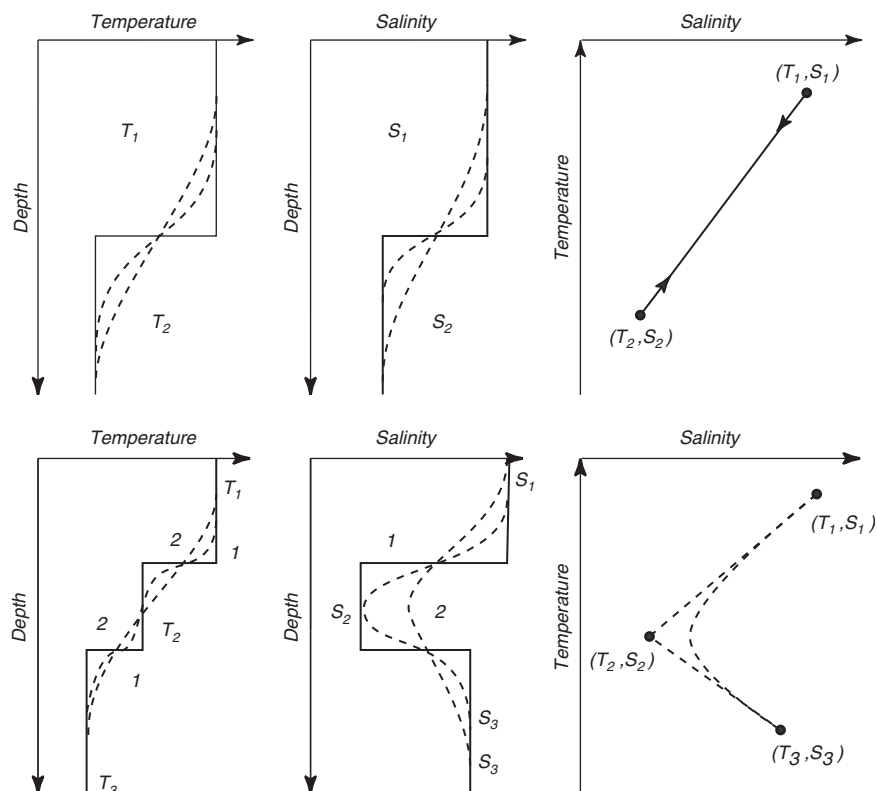 Temperature
Salinity
Salinity
Depth
T1
T2
Depth
S1
S2
Temperature
(T1,S1)
(T2,S2)
Temperature
Salinity
Salinity
Depth
T1
2
1
2
T2
1
T3
Depth
S1
1
S2
2
S3
S3
Temperature
(T1,S1)
(T2,S2)
(T3,S3)